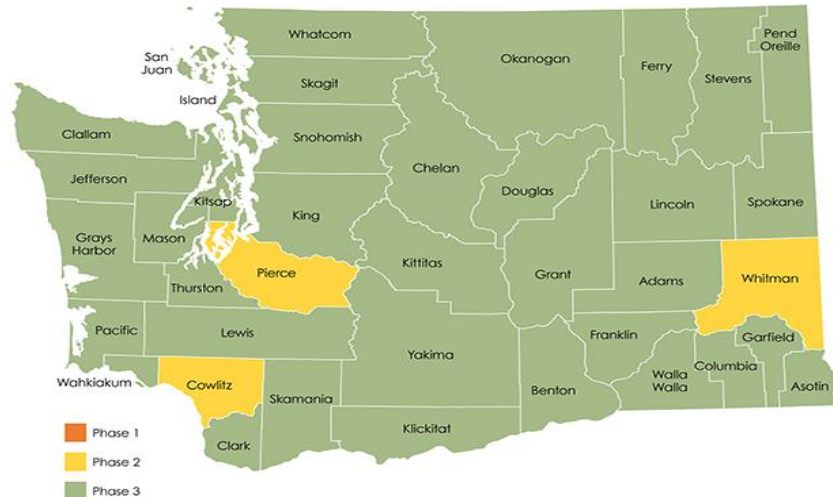 Whatcom
Okanogan
Ferry
Stevens
Pend
Oreille
San
Juan
Skagit
Island
Snohomish
Clallam
Chelan
Jefferson
Douglas
Kitsap
King
Lincoln
Spokane
Grays
Harbor
Mason
Kittitas
Pierce
Grant
Adams
Whitman
Thurston
Pacific
Lewis
Franklin
Garfield
Yakima
Columbia
Walla
Walla
Wahkiakum
Cowlitz
Skamania
Benton
Asotin
Klickitat
Clark
Phase 1
Phase 2
Phase 3